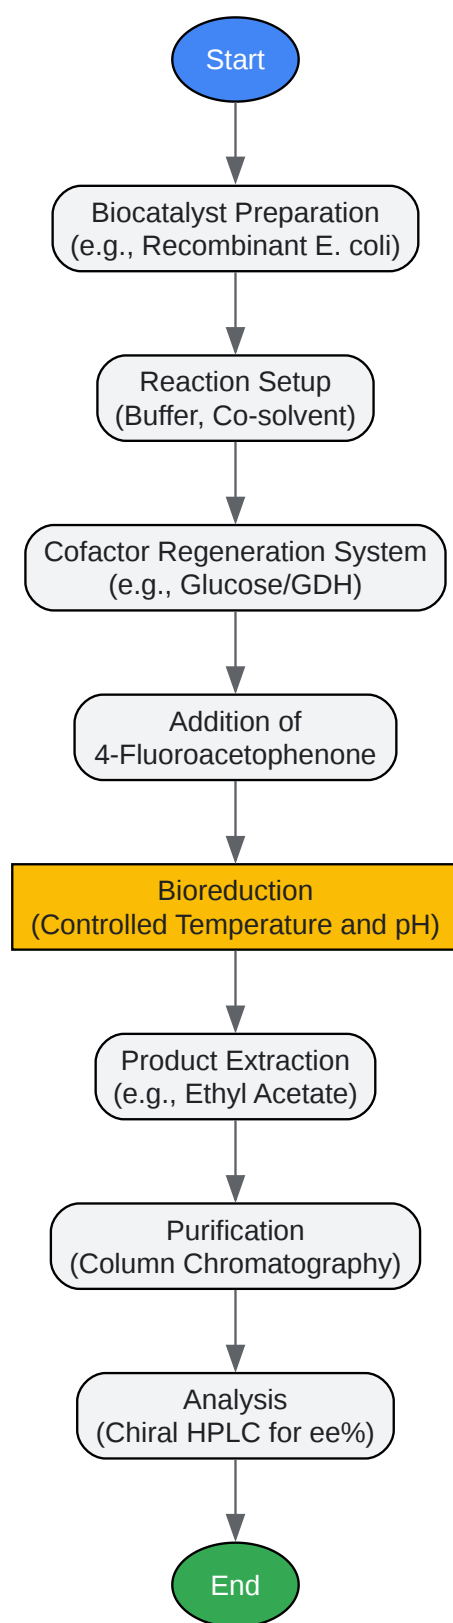 Start
Biocatalyst Preparation
(e.g., Recombinant E. coli)
Reaction Setup
(Buffer, Co-solvent)
Cofactor Regeneration System
(e.g., Glucose/GDH)
Addition of
4-Fluoroacetophenone
Bioreduction
(Controlled Temperature and pH)
Product Extraction
(e.g., Ethyl Acetate)
Purification
(Column Chromatography)
Analysis
(Chiral HPLC for ee%)
End